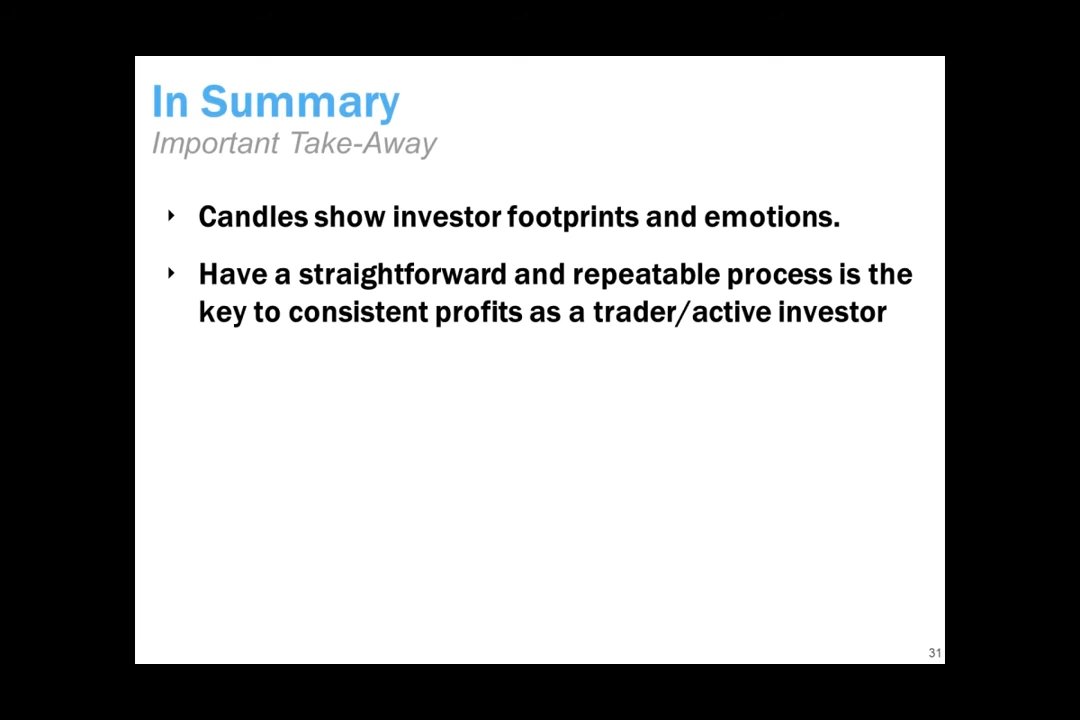 In Summary
Important Take-Away
Candles show investor footprints and emotions.
Have a straightforward and repeatable process is the
key to consistent profits as a trader/active investor
31